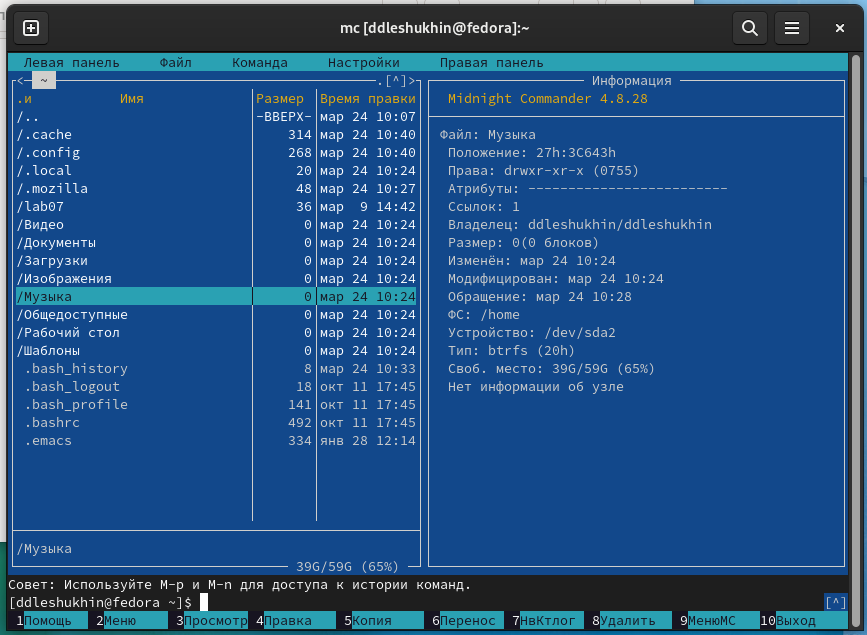 mc [ddleshukhin@fedora]:~
Левая панель Файл Команда Настройки Правая панель
<— ~ .[^]>
.и Имя Размер Время правки
/.. -ВВЕРХ- мар 24 10:07
/.cache 314 мар 24 10:40
/.config 268 мар 24 10:40
/.local 20 мар 24 10:24
/.mozilla 48 мар 24 10:27
/lab07 36 мар 9 14:42
/Видео 0 мар 24 10:24
/Документы 0 мар 24 10:24
/Загрузки 0 мар 24 10:24
/Изображения 0 мар 24 10:24
/Музыка 0 мар 24 10:24
/Общедоступные 0 мар 24 10:24
/Рабочий стол 0 мар 24 10:24
/Шаблоны 0 мар 24 10:24
.bash_history 8 мар 24 10:33
.bash_logout 18 окт 11 17:45
.bash_profile 141 окт 11 17:45
.bashrc 492 окт 11 17:45
.emacs 334 янв 28 12:14
/Музыка
39G/59G (65%)
Информация
Midnight Commander 4.8.28
Файл: Музыка
Положение: 27h:3C643h
Права: drwxr-xr-x (0755)
Атрибуты: -------------------------
Ссылок: 1
Владелец: ddleshukhin/ddleshukhin
Размер: 0(0 блоков)
Изменён: мар 24 10:24
Модифицирован: мар 24 10:24
Обращение: мар 24 10:28
ФС: /home
Устройство: /dev/sda2
Тип: btrfs (20h)
Своб. место: 39G/59G (65%)
Нет информации об узле
Совет: Используйте M-p и M-n для доступа к истории команд.
[ddleshukhin@fedora ~]$ [^]
1Помощь 2Меню 3Просмотр 4Правка 5Копия 6Перенос 7НвКтлог 8Удалить 9МенюMC 10Выход